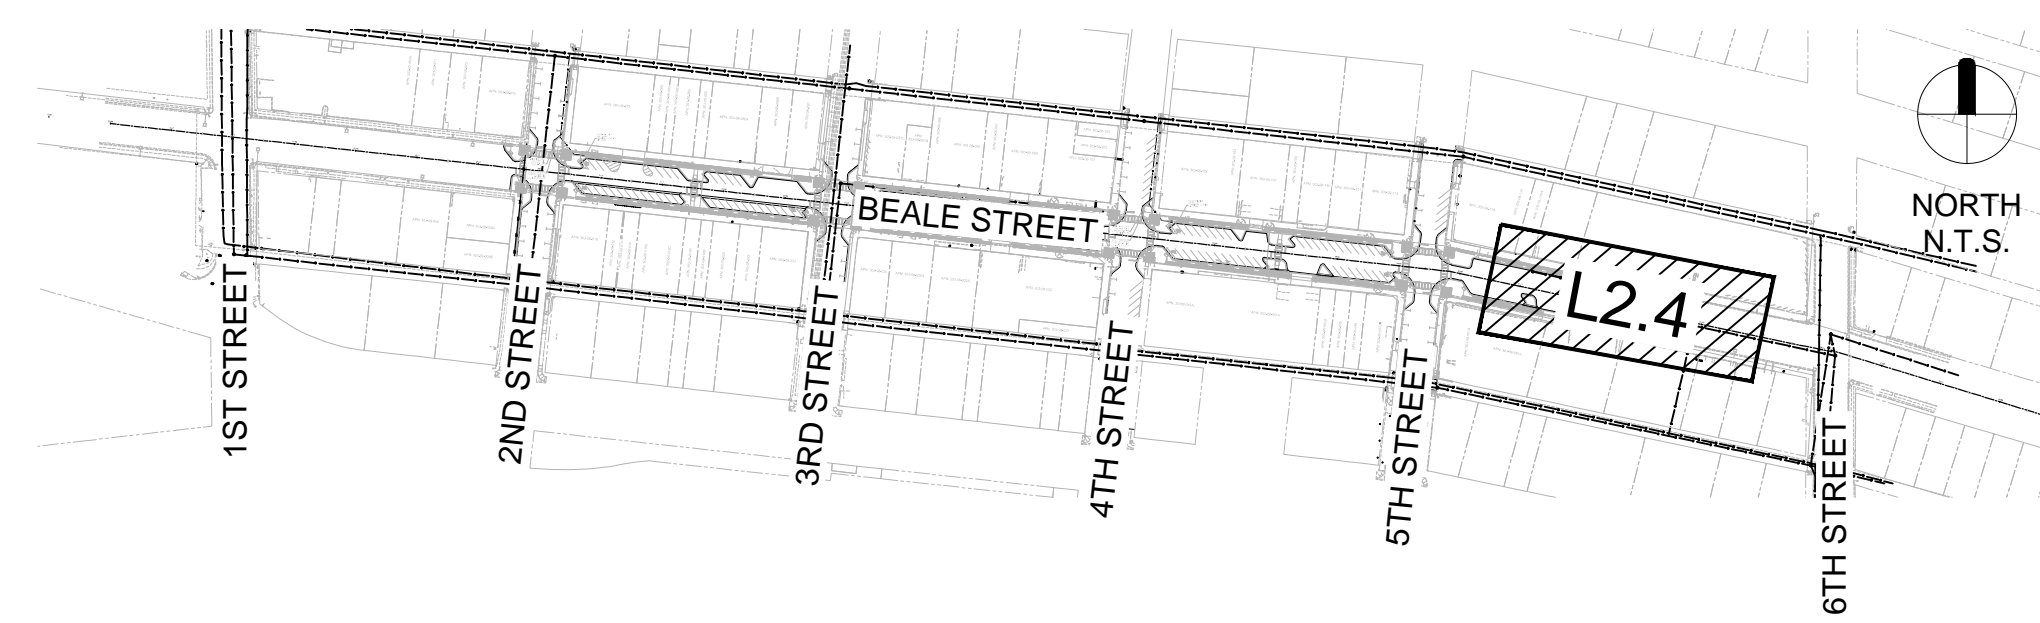 NORTH
N.T.S.
BEALE STREET
L2.4
1ST STREET
2ND STREET
3RD STREET
4TH STREET
5TH STREET
6TH STREET